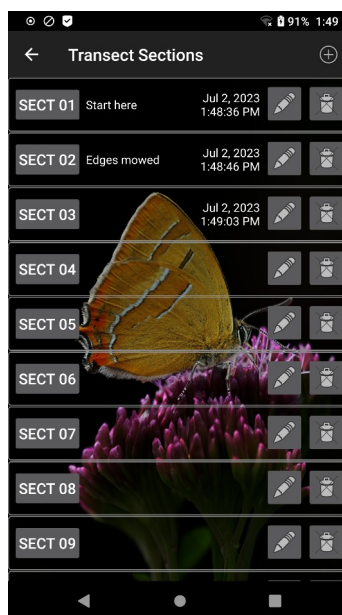 91% 1:49
Transect Sections
SECT 01 Start here Jul 2, 2023
1:48:36 PM
SECT 02 Edges mowed Jul 2, 2023
1:48:46 PM
SECT 03 Jul 2, 2023
1:49:03 PM
SECT 04
SECT 05
SECT 06
SECT 07
SECT 08
SECT 09